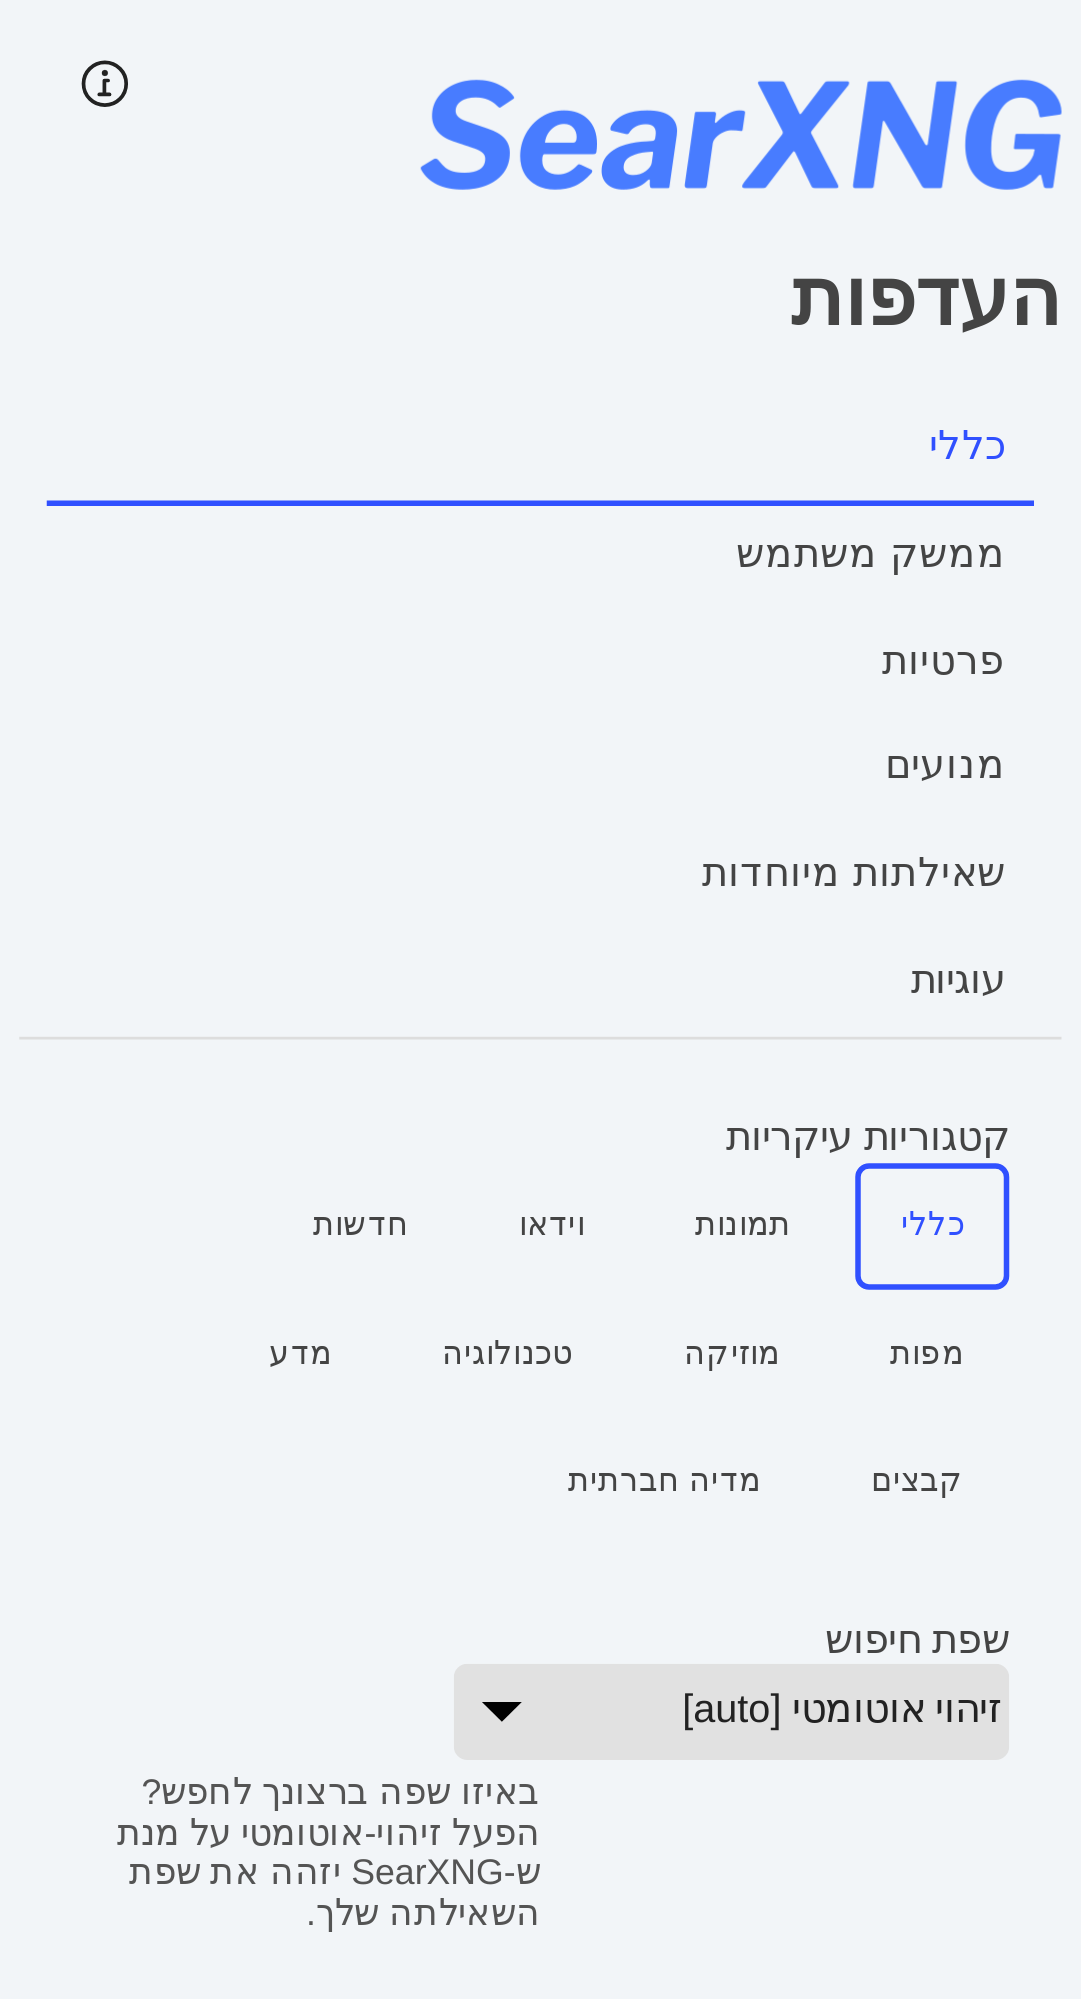 SearXNG
העדפות
כללי
ממשק משתמש
פרטיות
מנועים
שאילתות מיוחדות
עוגיות
קטגוריות עיקריות
כללי תמונות וידאו חדשות
מפות מוזיקה טכנולוגיה מדע
קבצים מדיה חברתית
שפת חיפוש
זיהוי אוטומטי [auto]
באיזו שפה ברצונך לחפש?
הפעל זיהוי-אוטומטי על מנת
ש-SearXNG יזהה את שפת
השאילתה שלך.